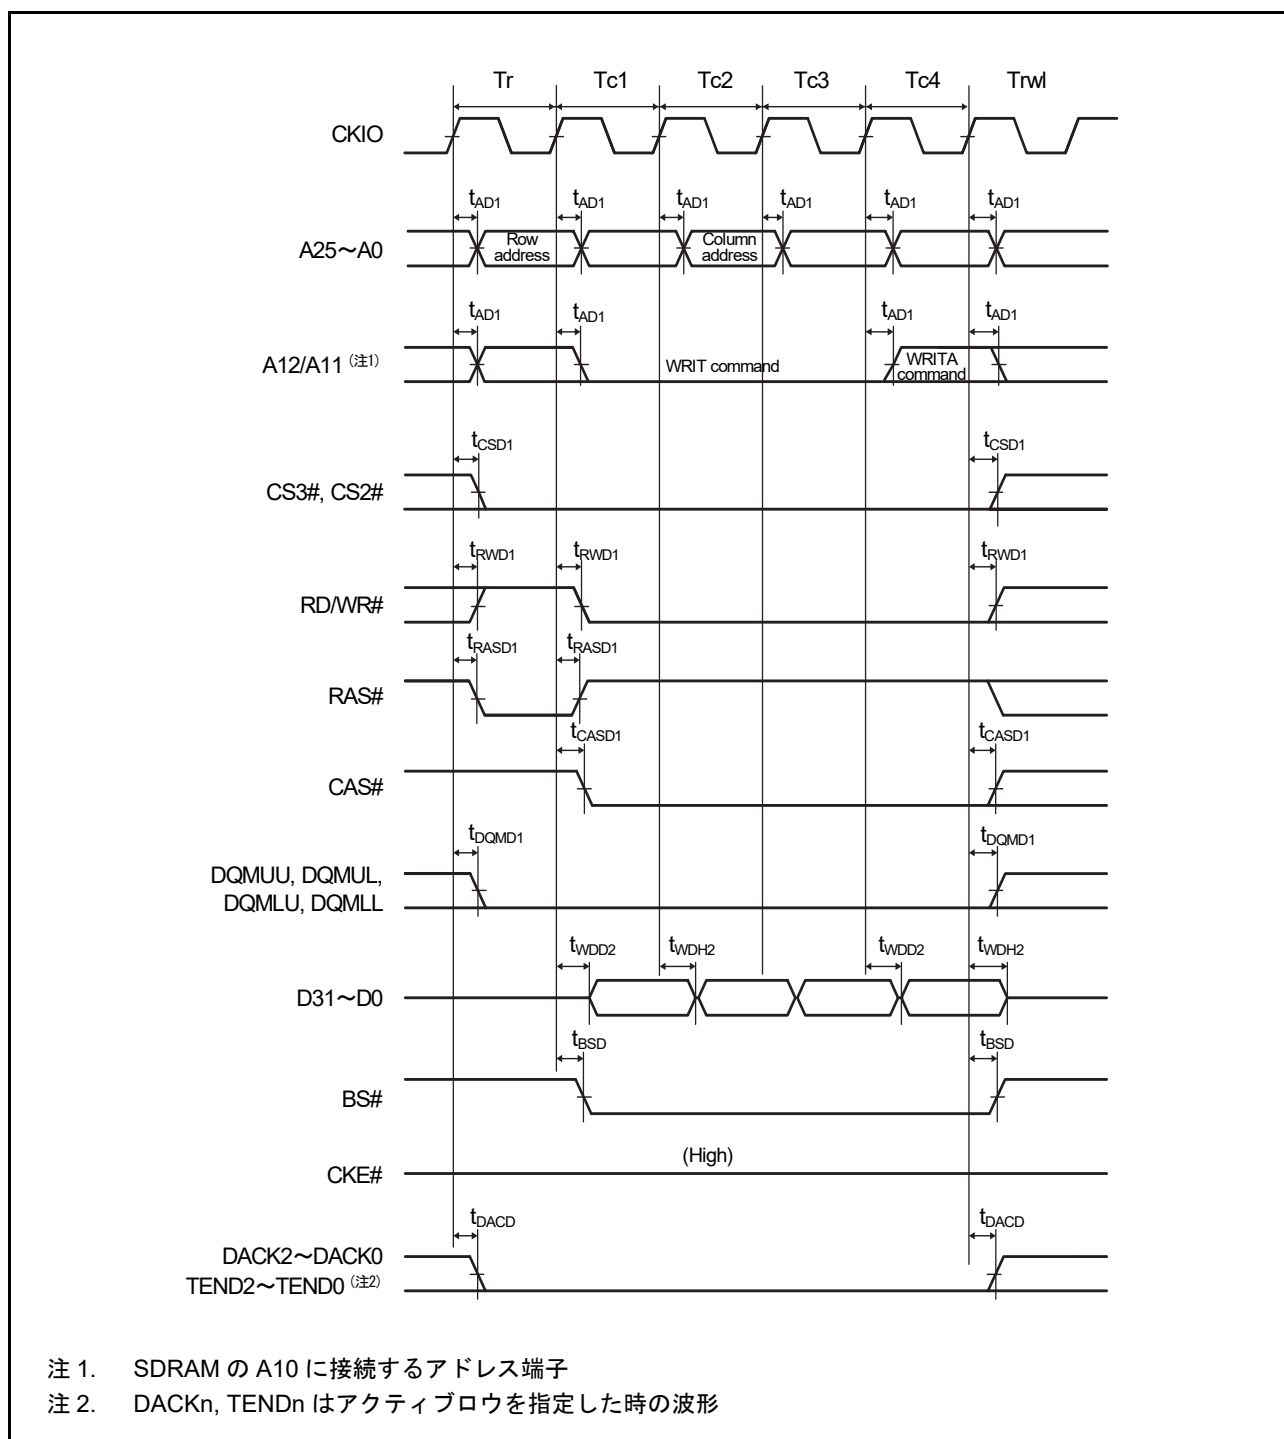 Tr Tc1 Tc2 Tc3 Tc4 Trwl
CKIO
tAD1 tAD1 tAD1 tAD1 tAD1 tAD1
A25～A0
Row
address
Column
address
tAD1 tAD1 tAD1 tAD1
A12/A11 (注1)
WRIT command
WRITA
command
tCSD1 tCSD1
CS3#, CS2#
tRWD1 tRWD1 tRWD1
RD/WR#
tRASD1 tRASD1
RAS#
tCASD1 tCASD1
CAS#
tDQMD1 tDQMD1
DQMUU, DQMUL,
DQMLU, DQMLL
tWDD2 tWDH2 tWDD2 tWDH2
D31～D0
tBSD tBSD
BS#
(High)
CKE#
tDACD tDACD
DACK2～DACK0
TEND2～TEND0 (注2)
注 1. SDRAM の A10 に接続するアドレス端子
注 2. DACKn, TENDn はアクティブロウを指定した時の波形